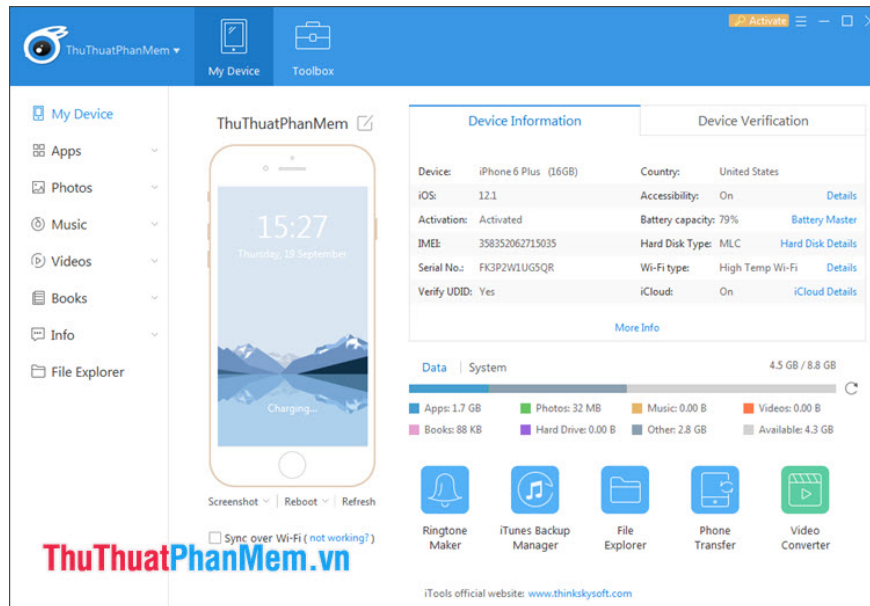 ThuThuatPhanMem
My Device
Toolbox
Activate
My Device
Apps
Photos
Music
Videos
Books
Info
File Explorer
ThuThuatPhanMem
15:27
Thursday, 19 September
Charging...
Screenshot Reboot Refresh
Sync over Wi-Fi ( not working? )
Device Information Device Verification
Device: iPhone 6 Plus (16GB) Country: United States
iOS: 12.1 Accessibility: On Details
Activation: Activated Battery capacity: 79% Battery Master
IMEI: 358352062715035 Hard Disk Type: MLC Hard Disk Details
Serial No.: FK3P2W1UG5QR Wi-Fi type: High Temp Wi-Fi Details
Verify UDID: Yes iCloud: On iCloud Details
More Info
Data System 4.5 GB / 8.8 GB
Apps: 1.7 GB Photos: 32 MB Music: 0.00 B Videos: 0.00 B
Books: 88 KB Hard Drive: 0.00 B Other: 2.8 GB Available: 4.3 GB
Ringtone Maker
iTunes Backup Manager
File Explorer
Phone Transfer
Video Converter
ThuThuatPhanMem.vn
iTools official website: www.thinkskysoft.com